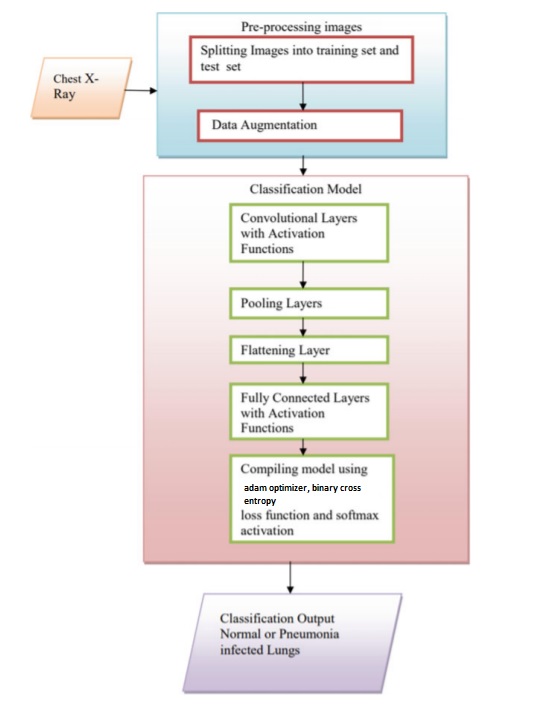 Pre-processing images
Splitting Images into training set and
test set
Chest X-
Ray
Data Augmentation
Classification Model
Convolutional Layers
with Activation
Functions
Pooling Layers
Flattening Layer
Fully Connected Layers
with Activation
Functions
Compiling model using
adam optimizer, binary cross
entropy
loss function and softmax
activation
Classification Output
Normal or Pneumonia
infected Lungs